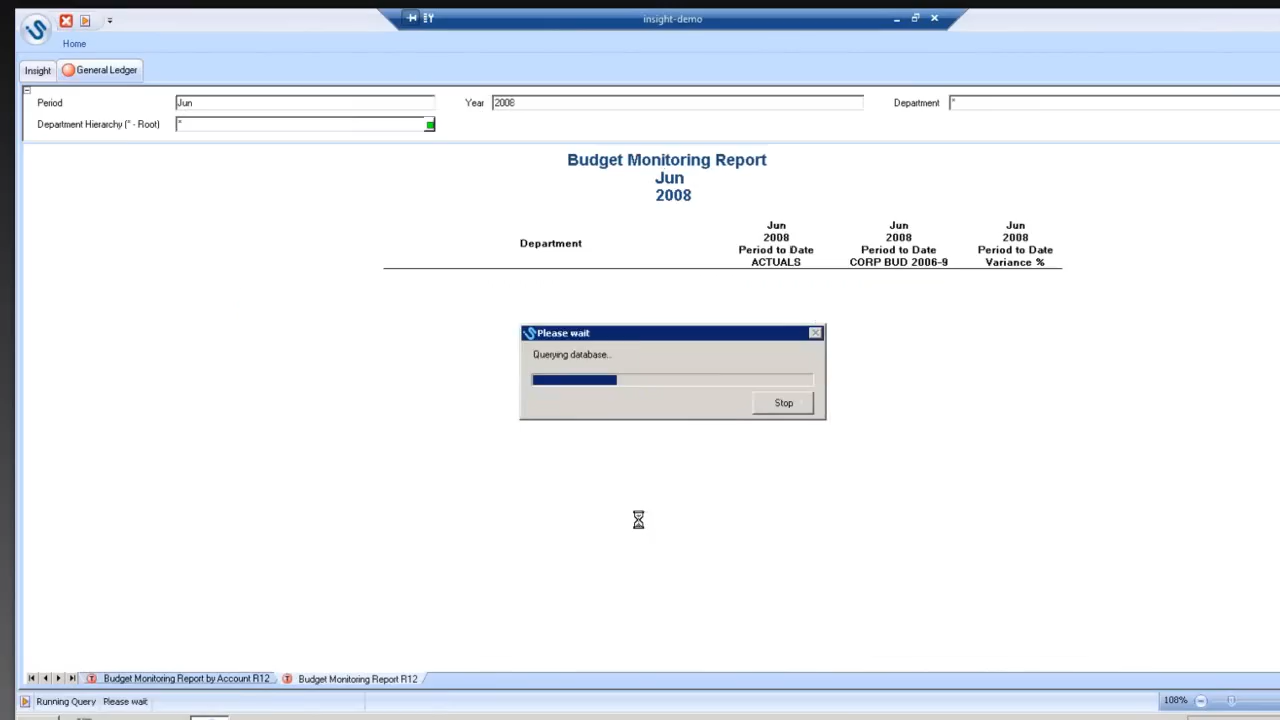 insight-demo
Home
Insight General Ledger
Period Jun Year 2008 Department *
Department Hierarchy (* - Root) *
Budget Monitoring Report
Jun
2008
Department
Jun
2008
Period to Date
ACTUALS
Jun
2008
Period to Date
CORP BUD 2006-9
Jun
2008
Period to Date
Variance %
Please wait
Querying database..
Stop
Budget Monitoring Report by Account R12 Budget Monitoring Report R12
Running Query Please wait 108%